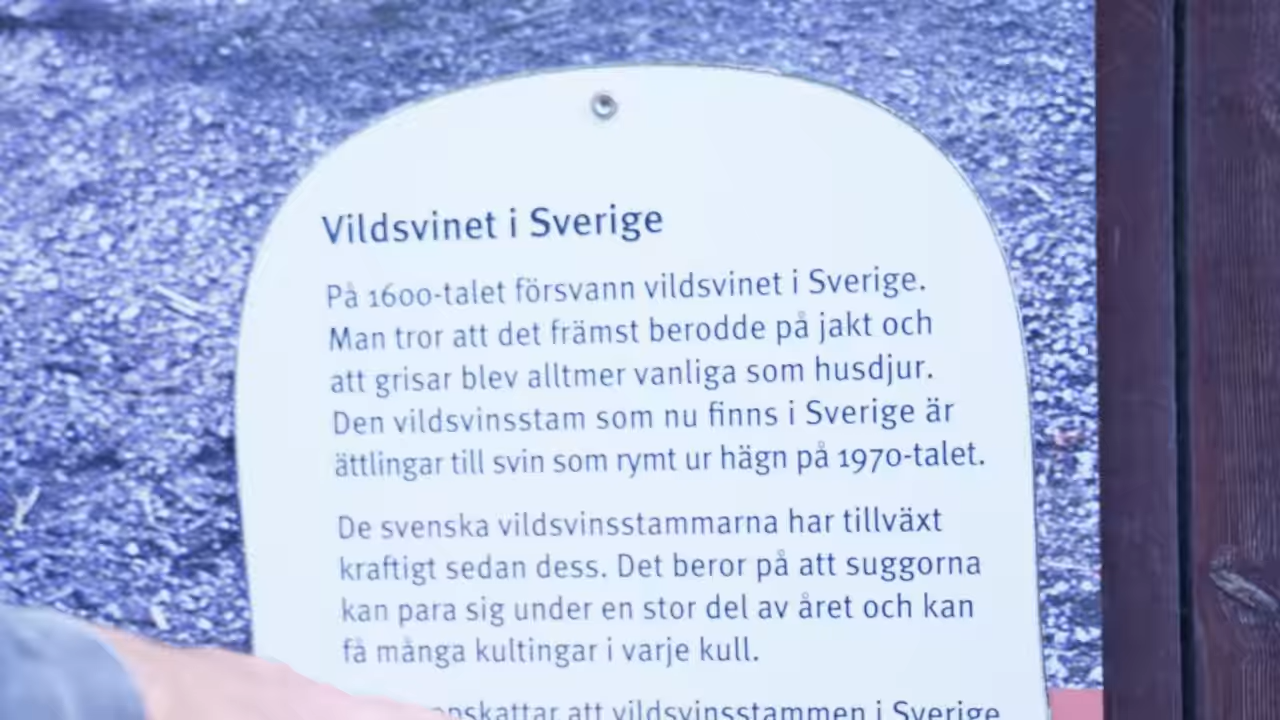 Vildsvinet i Sverige
På 1600-talet försvann vildsvinet i Sverige.
Man tror att det främst berodde på jakt och
att grisar blev alltmer vanliga som husdjur.
Den vildsvinsstam som nu finns i Sverige är
ättlingar till svin som rymt ur hägn på 1970-talet.
De svenska vildsvinsstammarna har tillväxt
kraftigt sedan dess. Det beror på att suggorna
kan para sig under en stor del av året och kan
få många kultingar i varje kull.
att vildsvinsstammen i Sverige